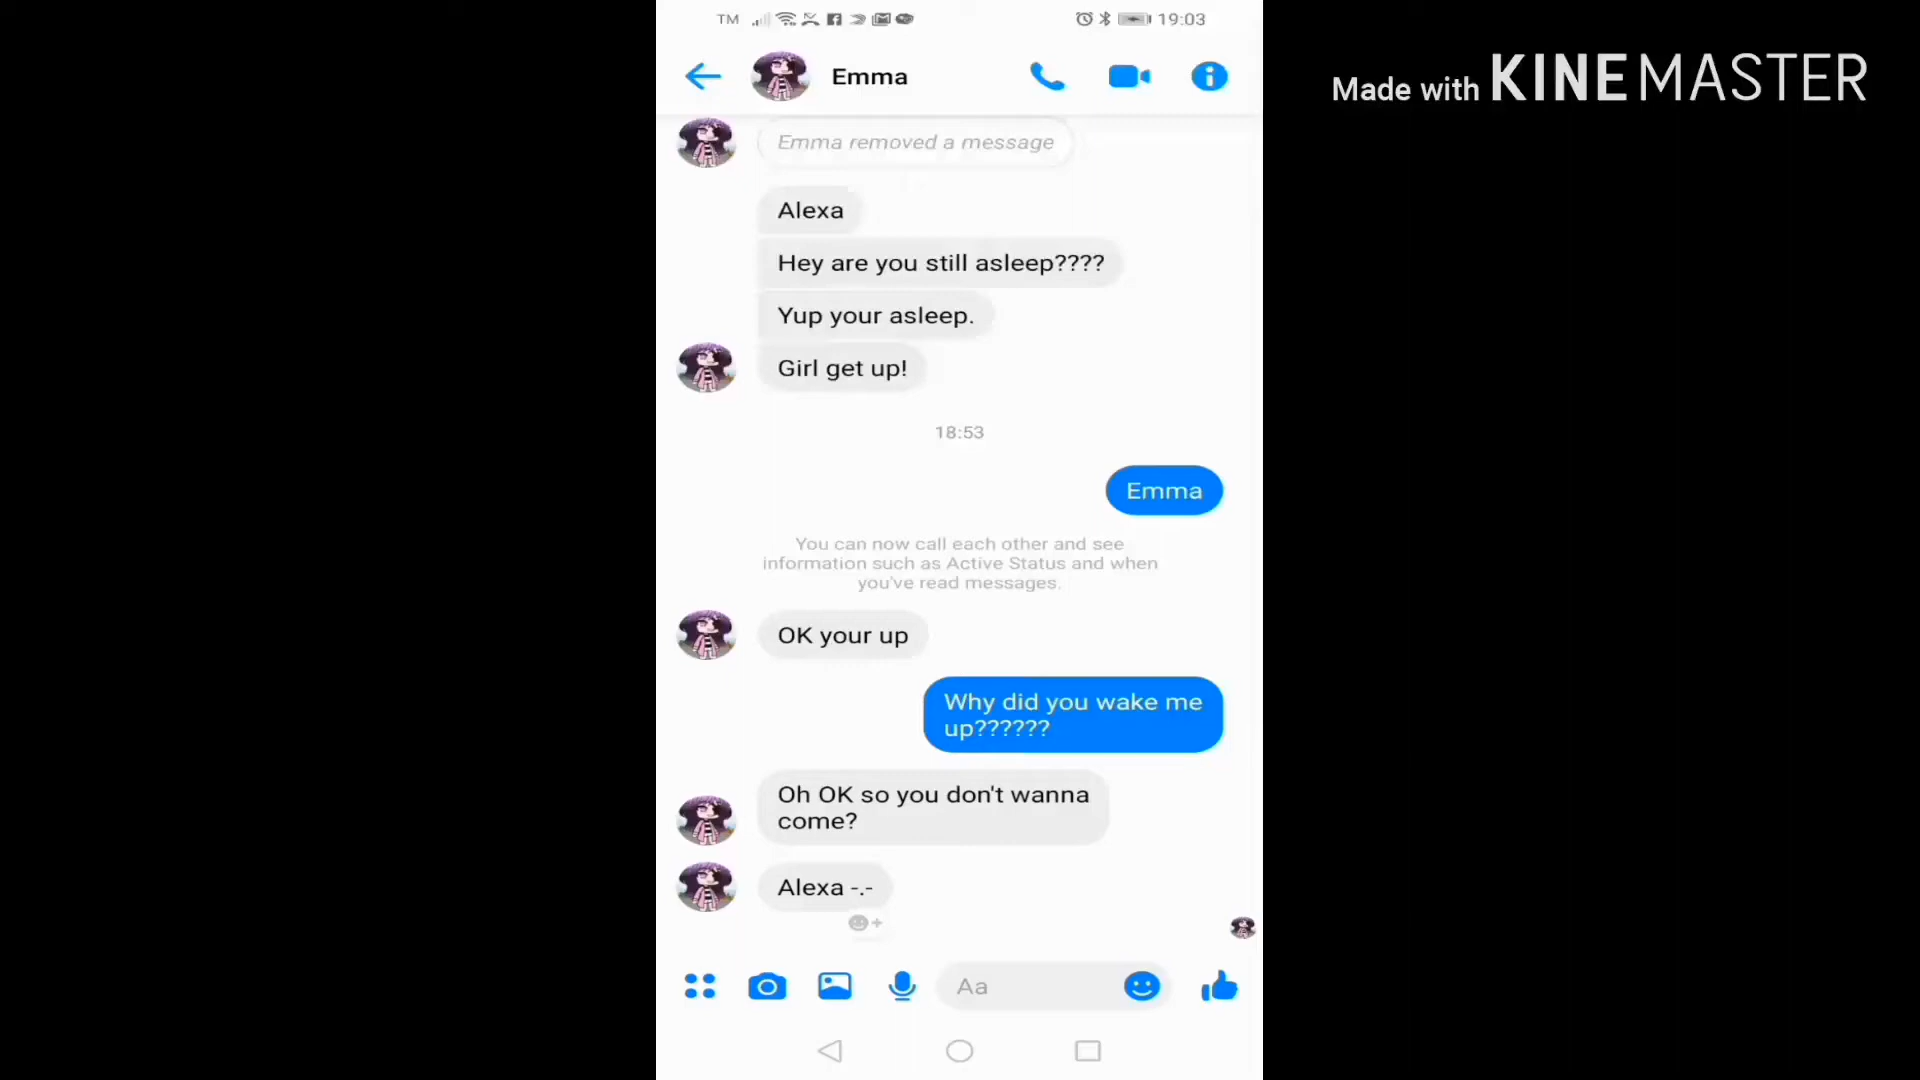 TM 19:03
Emma
Made with KINEMASTER
Emma removed a message
Alexa
Hey are you still asleep????
Yup your asleep.
Girl get up!
18:53
Emma
You can now call each other and see
information such as Active Status and when
you've read messages.
OK your up
Why did you wake me
up??????
Oh OK so you don't wanna
come?
Alexa -.-
Aa